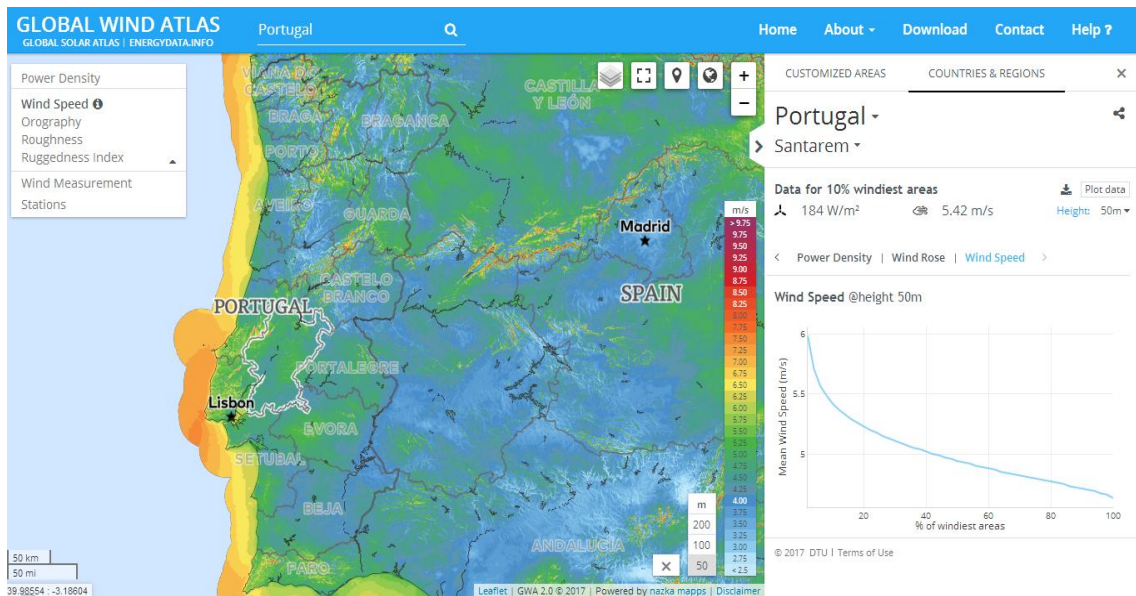 GLOBAL WIND ATLAS
GLOBAL SOLAR ATLAS | ENERGYDATA.INFO
Portugal
Home About Download Contact Help ?
Power Density
Wind Speed
Orography
Roughness
Ruggedness Index
Wind Measurement
Stations
VIANA DO CASTELO
BRAGA
BRAGANCA
PORTO
AVEIRO
GUARDA
CASTELO
BRANCO
PORTUGAL
PORTALEGRE
Lisbon
EVORA
SETUBAL
BEJA
FARO
CASTILLA
Y LEÓN
Madrid
SPAIN
ANDALUCÍA
+
−
m/s
> 9.75
9.75
9.50
9.25
9.00
8.75
8.50
8.25
8.00
7.75
7.50
7.25
7.00
6.75
6.50
6.25
6.00
5.75
5.50
5.25
5.00
4.75
4.50
4.25
4.00
3.75
3.50
3.25
3.00
2.75
< 2.5
m
200
100
50
50 km
50 mi
39.98554 : -3.18604
Leaflet | GWA 2.0 © 2017 | Powered by nazka mapps | Disclaimer
CUSTOMIZED AREAS COUNTRIES & REGIONS
Portugal
Santarem
Data for 10% windiest areas Plot data
184 W/m² 5.42 m/s Height: 50m
< Power Density | Wind Rose | Wind Speed >
Wind Speed @height 50m
Mean Wind Speed (m/s)
6
5.5
5
20 40 60 80 100
% of windiest areas
© 2017 DTU | Terms of Use